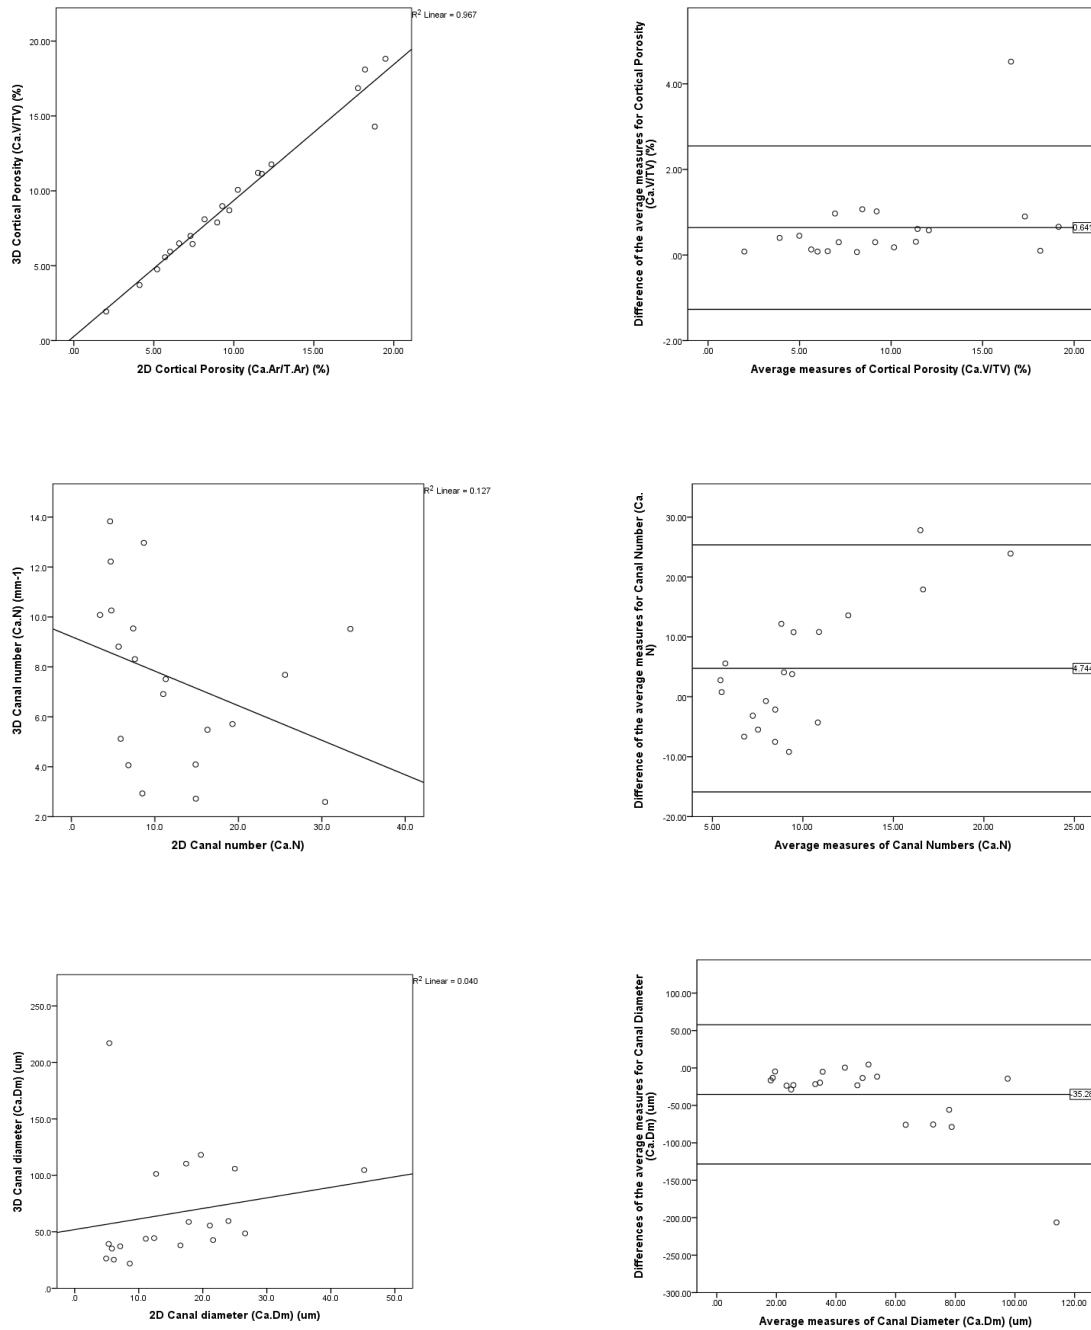 R2 Linear = 0.967
3D Cortical Porosity (Ca.V/TV) (%)
20.00
15.00
10.00
5.00
.00
.00 5.00 10.00 15.00 20.00
2D Cortical Porosity (Ca.Ar/T.Ar) (%)
Difference of the average measures for Cortical Porosity
(Ca.V/TV) (%)
4.00
2.00
.00
-2.00
.00 5.00 10.00 15.00 20.00
Average measures of Cortical Porosity (Ca.V/TV) (%)
R2 Linear = 0.127
3D Canal number (Ca.N) (mm-1)
14.0
12.0
10.0
8.0
6.0
4.0
2.0
.0 10.0 20.0 30.0 40.0
2D Canal number (Ca.N)
Difference of the average measures for Canal Number (Ca.
N)
30.00
20.00
10.00
.00
-10.00
-20.00
4.744
5.00 10.00 15.00 20.00 25.00
Average measures of Canal Numbers (Ca.N)
R2 Linear = 0.040
3D Canal diameter (Ca.Dm) (um)
250.0
200.0
150.0
100.0
50.0
.0
.0 10.0 20.0 30.0 40.0 50.0
2D Canal diameter (Ca.Dm) (um)
Differences of the average measures for Canal Diameter
(Ca.Dm) (um)
100.00
50.00
.00
-50.00
-100.00
-150.00
-200.00
-250.00
-300.00
-35.28
.00 20.00 40.00 60.00 80.00 100.00 120.00
Average measures of Canal Diameter (Ca.Dm) (um)